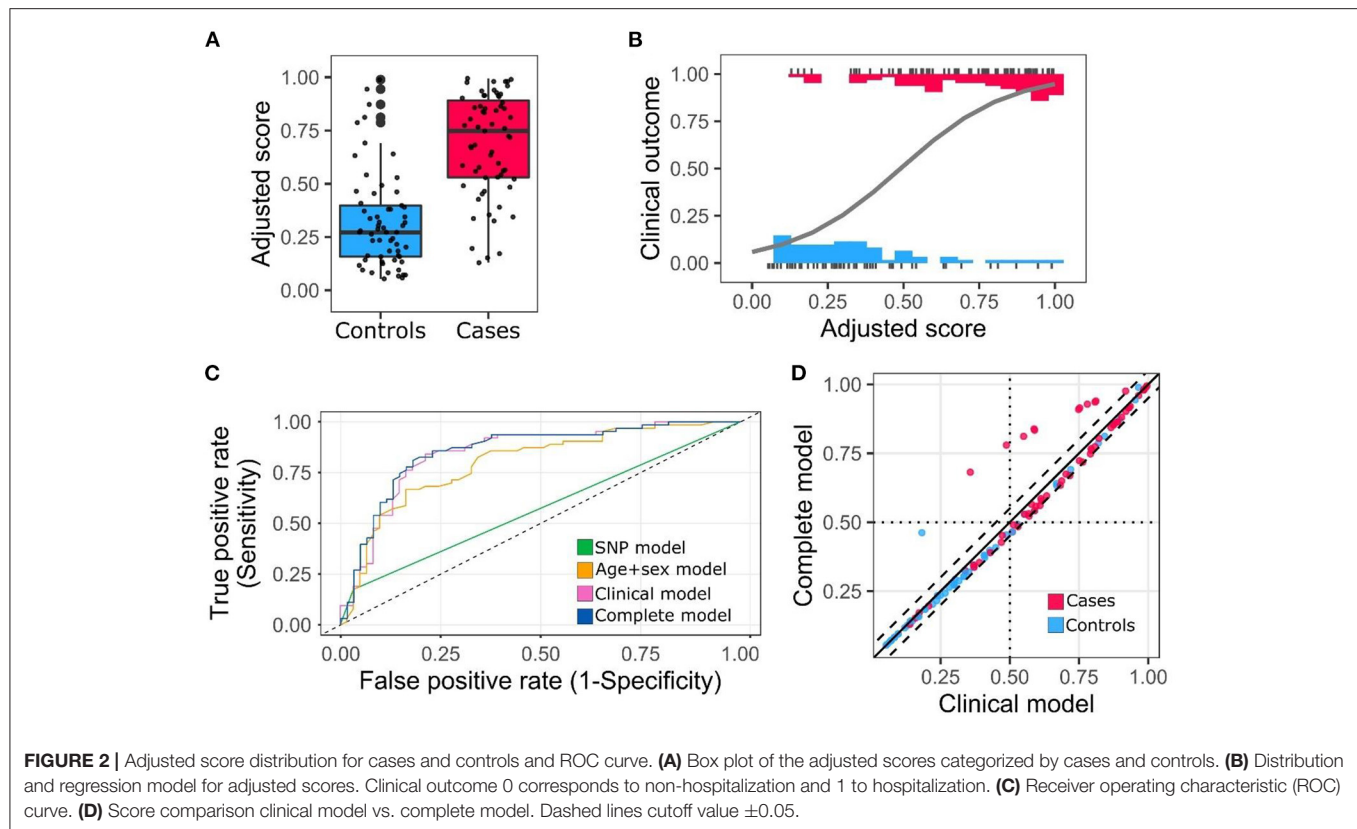 A
Adjusted score
1.00
0.75
0.50
0.25
0.00
Controls
Cases
B
Clinical outcome
1.00
0.75
0.50
0.25
0.00
0.00 0.25 0.50 0.75 1.00
Adjusted score
C
True positive rate
(Sensitivity)
1.00
0.75
0.50
0.25
0.00
SNP model
Age+sex model
Clinical model
Complete model
0.00 0.25 0.50 0.75 1.00
False positive rate (1-Specificity)
D
Complete model
1.00
0.75
0.50
0.25
Cases
Controls
0.25 0.50 0.75 1.00
Clinical model
FIGURE 2 | Adjusted score distribution for cases and controls and ROC curve. (A) Box plot of the adjusted scores categorized by cases and controls. (B) Distribution
and regression model for adjusted scores. Clinical outcome 0 corresponds to non-hospitalization and 1 to hospitalization. (C) Receiver operating characteristic (ROC)
curve. (D) Score comparison clinical model vs. complete model. Dashed lines cutoff value ±0.05.